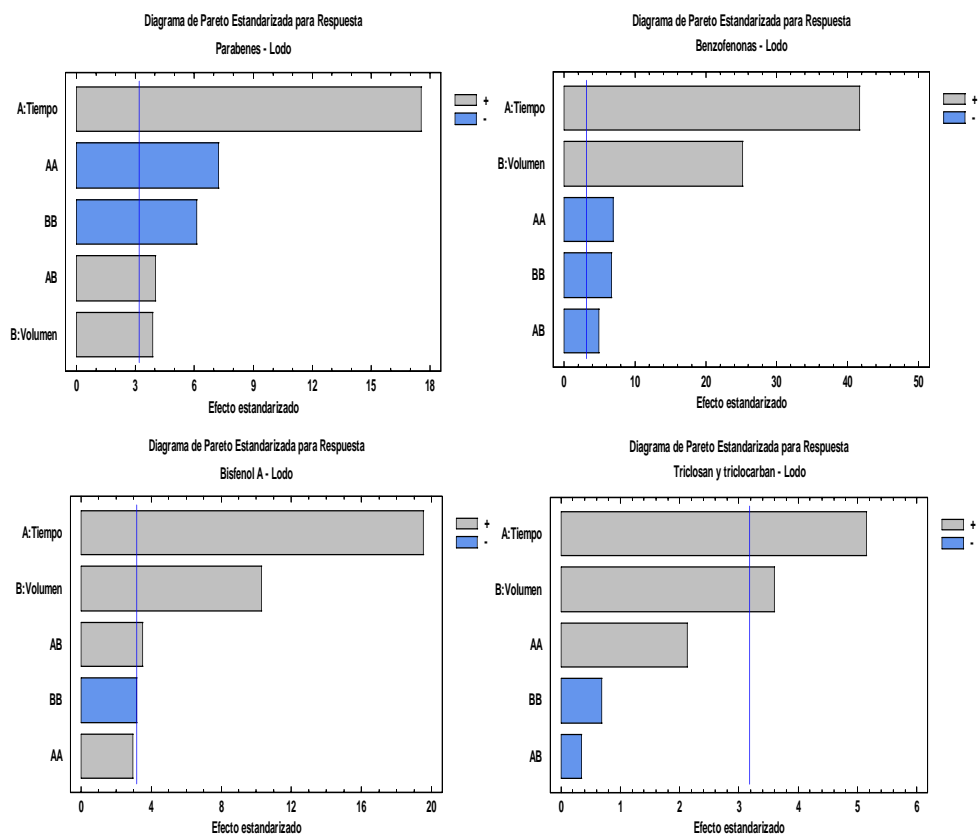 Diagrama de Pareto Estandarizada para Respuesta
Parabenes - Lodo
A:Tiempo
AA
BB
AB
B:Volumen
0 3 6 9 12 15 18
Efecto estandarizado
+
-
Diagrama de Pareto Estandarizada para Respuesta
Benzofenonas - Lodo
A:Tiempo
B:Volumen
AA
BB
AB
0 10 20 30 40 50
Efecto estandarizado
+
-
Diagrama de Pareto Estandarizada para Respuesta
Bisfenol A - Lodo
A:Tiempo
B:Volumen
AB
BB
AA
0 4 8 12 16 20
Efecto estandarizado
+
-
Diagrama de Pareto Estandarizada para Respuesta
Triclosan y triclocarban - Lodo
A:Tiempo
B:Volumen
AA
BB
AB
0 1 2 3 4 5 6
Efecto estandarizado
+
-